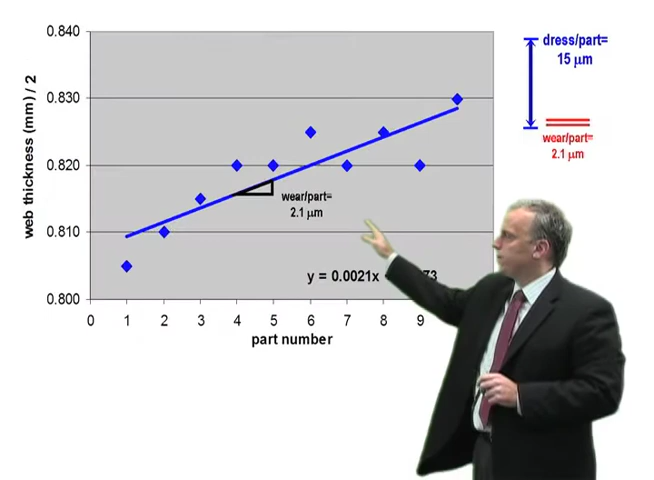 0.840
0.830
0.820
0.810
0.800
web thickness (mm) / 2
0 1 2 3 4 5 6 7 8 9
part number
wear/part=
2.1 µm
y = 0.0021x
73
dress/part=
15 µm
wear/part=
2.1 µm